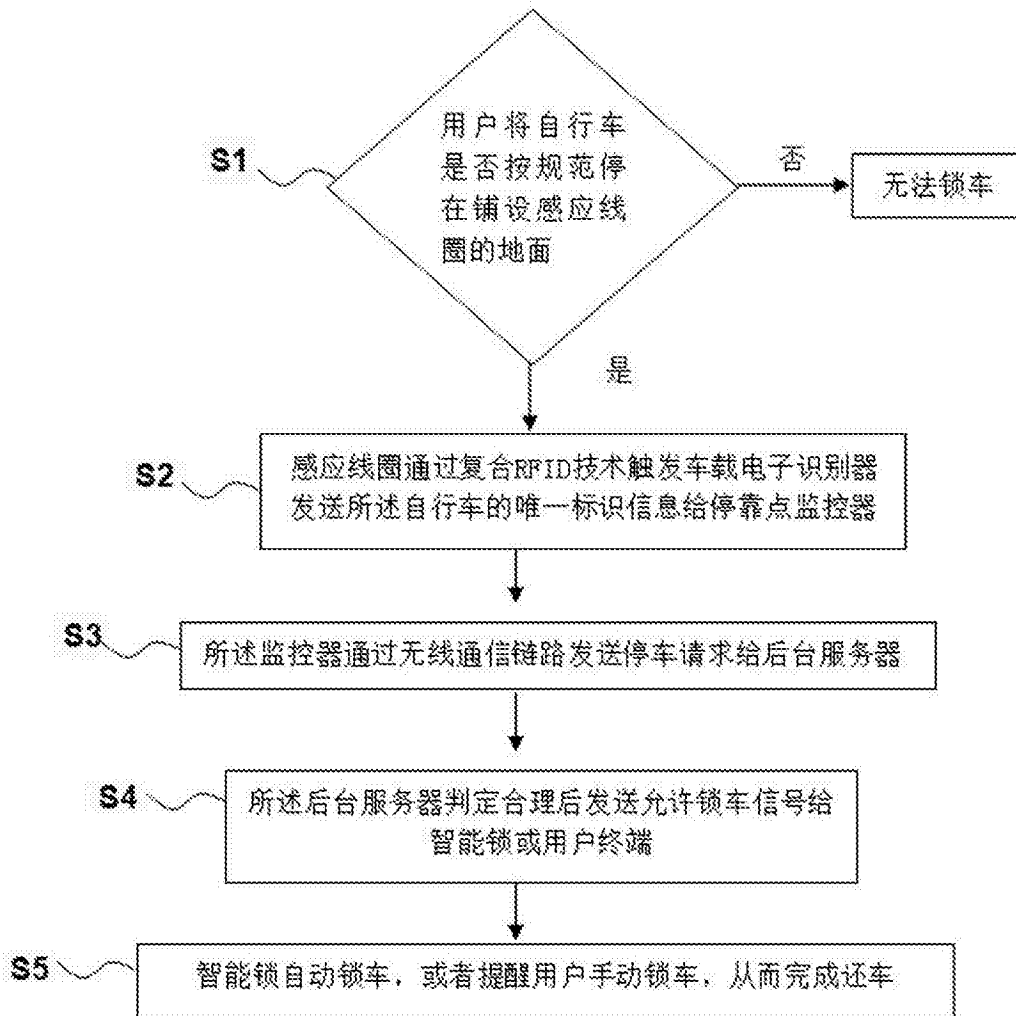 S1
用户将自行车
是否按规范停
在铺设感应线
圈的地面
否
无法锁车
是
S2
感应线圈通过复合RFID技术触发车载电子识别器
发送所述自行车的唯一标识信息给停靠点监控器
S3
所述监控器通过无线通信链路发送停车请求给后台服务器
S4
所述后台服务器判定合理后发送允许锁车信号给
智能锁或用户终端
S5
智能锁自动锁车，或者提醒用户手动锁车，从而完成还车